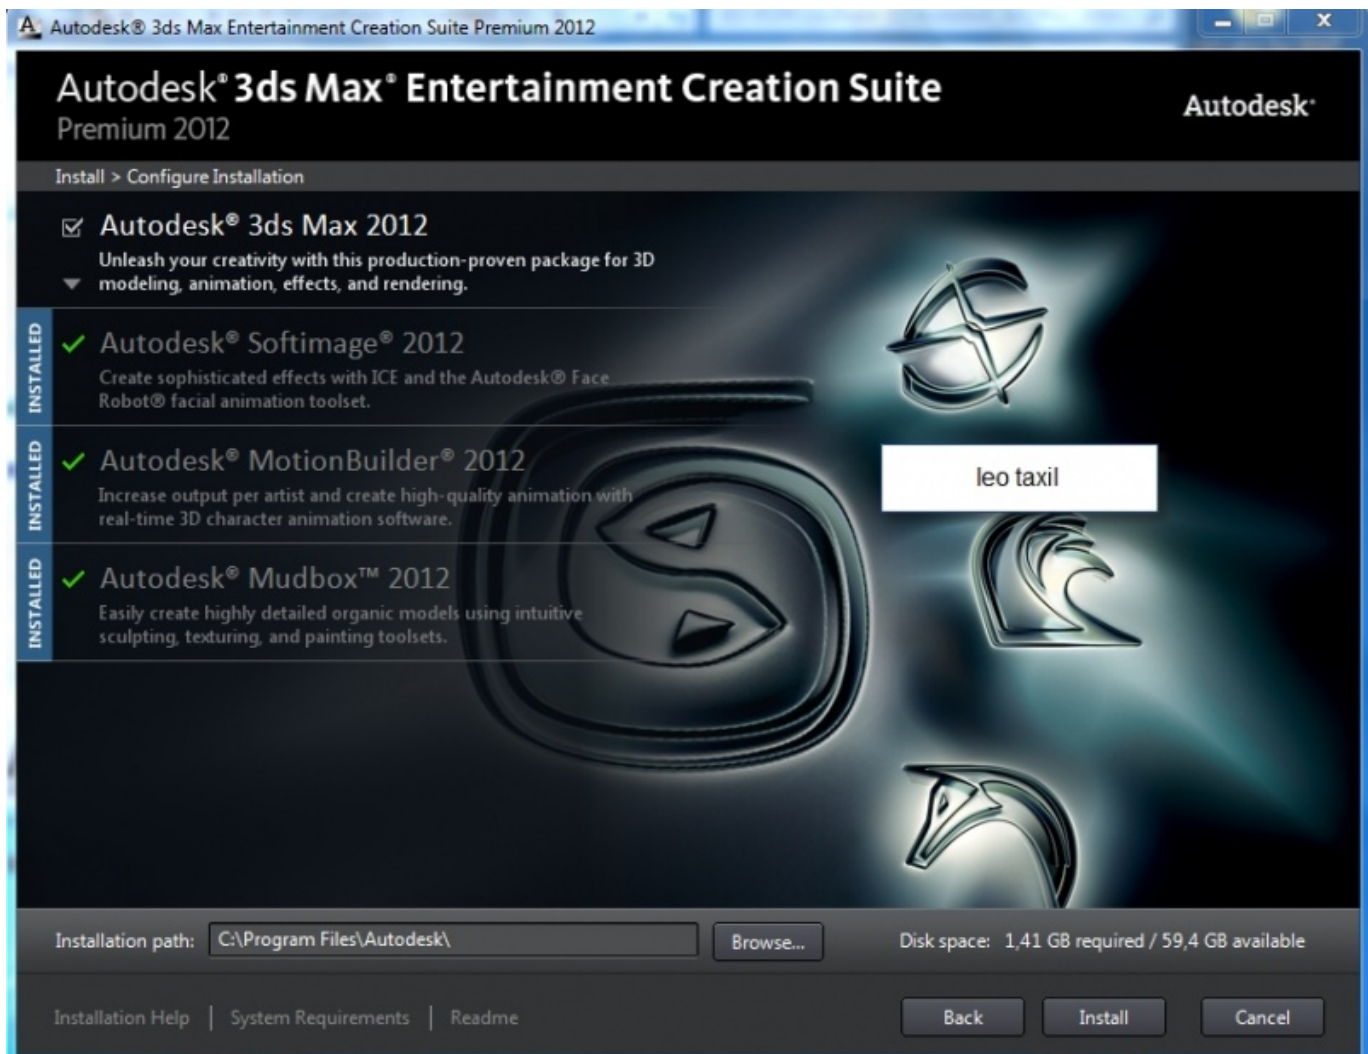 Autodesk® 3ds Max Entertainment Creation Suite Premium 2012
Autodesk® 3ds Max® Entertainment Creation Suite
Premium 2012
Autodesk®
Install > Configure Installation
Autodesk® 3ds Max 2012
Unleash your creativity with this production-proven package for 3D
modeling, animation, effects, and rendering.
INSTALLED
Autodesk® Softimage® 2012
Create sophisticated effects with ICE and the Autodesk® Face
Robot® facial animation toolset.
INSTALLED
Autodesk® MotionBuilder® 2012
Increase output per artist and create high-quality animation with
real-time 3D character animation software.
leo taxil
INSTALLED
Autodesk® Mudbox™ 2012
Easily create highly detailed organic models using intuitive
sculpting, texturing, and painting toolsets.
Installation path: C:\Program Files\Autodesk\ Browse... Disk space: 1,41 GB required / 59,4 GB available
Installation Help | System Requirements | Readme Back Install Cancel